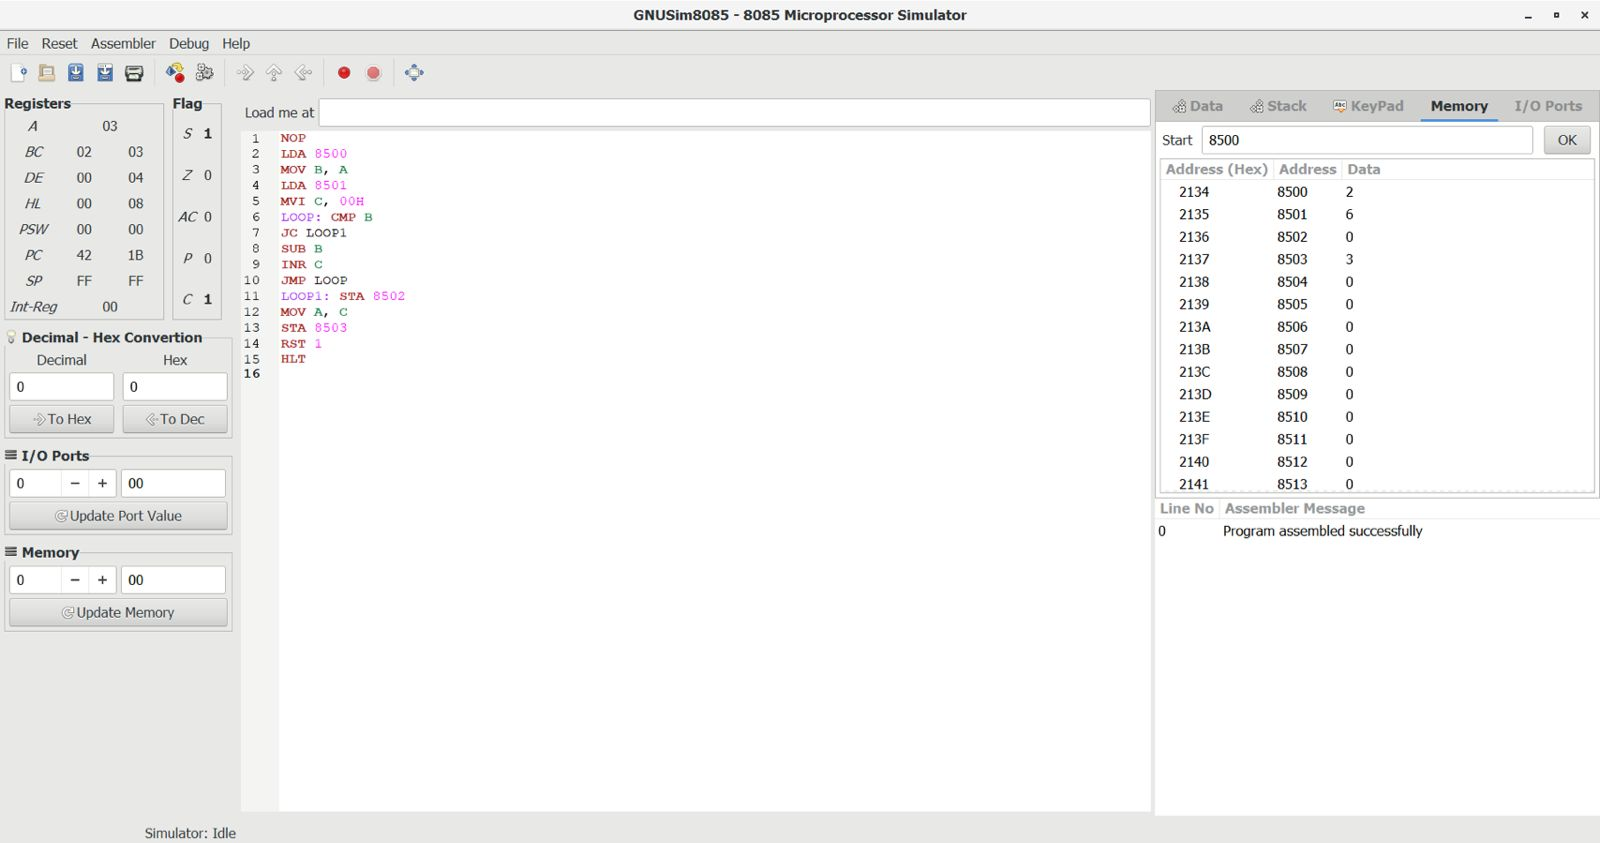 GNUSim8085 - 8085 Microprocessor Simulator
File Reset Assembler Debug Help
Registers
A 03
BC 02 03
DE 00 04
HL 00 08
PSW 00 00
PC 42 1B
SP FF FF
Int-Reg 00
Flag
S 1
Z 0
AC 0
P 0
C 1
Decimal - Hex Convertion
Decimal Hex
0 0
To Hex To Dec
I/O Ports
0 - + 00
Update Port Value
Memory
0 - + 00
Update Memory
Load me at
1 NOP
2 LDA 8500
3 MOV B, A
4 LDA 8501
5 MVI C, 00H
6 LOOP: CMP B
7 JC LOOP1
8 SUB B
9 INR C
10 JMP LOOP
11 LOOP1: STA 8502
12 MOV A, C
13 STA 8503
14 RST 1
15 HLT
16
Data Stack Abc KeyPad Memory I/O Ports
Start 8500 OK
Address (Hex) Address Data
2134 8500 2
2135 8501 6
2136 8502 0
2137 8503 3
2138 8504 0
2139 8505 0
213A 8506 0
213B 8507 0
213C 8508 0
213D 8509 0
213E 8510 0
213F 8511 0
2140 8512 0
2141 8513 0
Line No Assembler Message
0 Program assembled successfully
Simulator: Idle